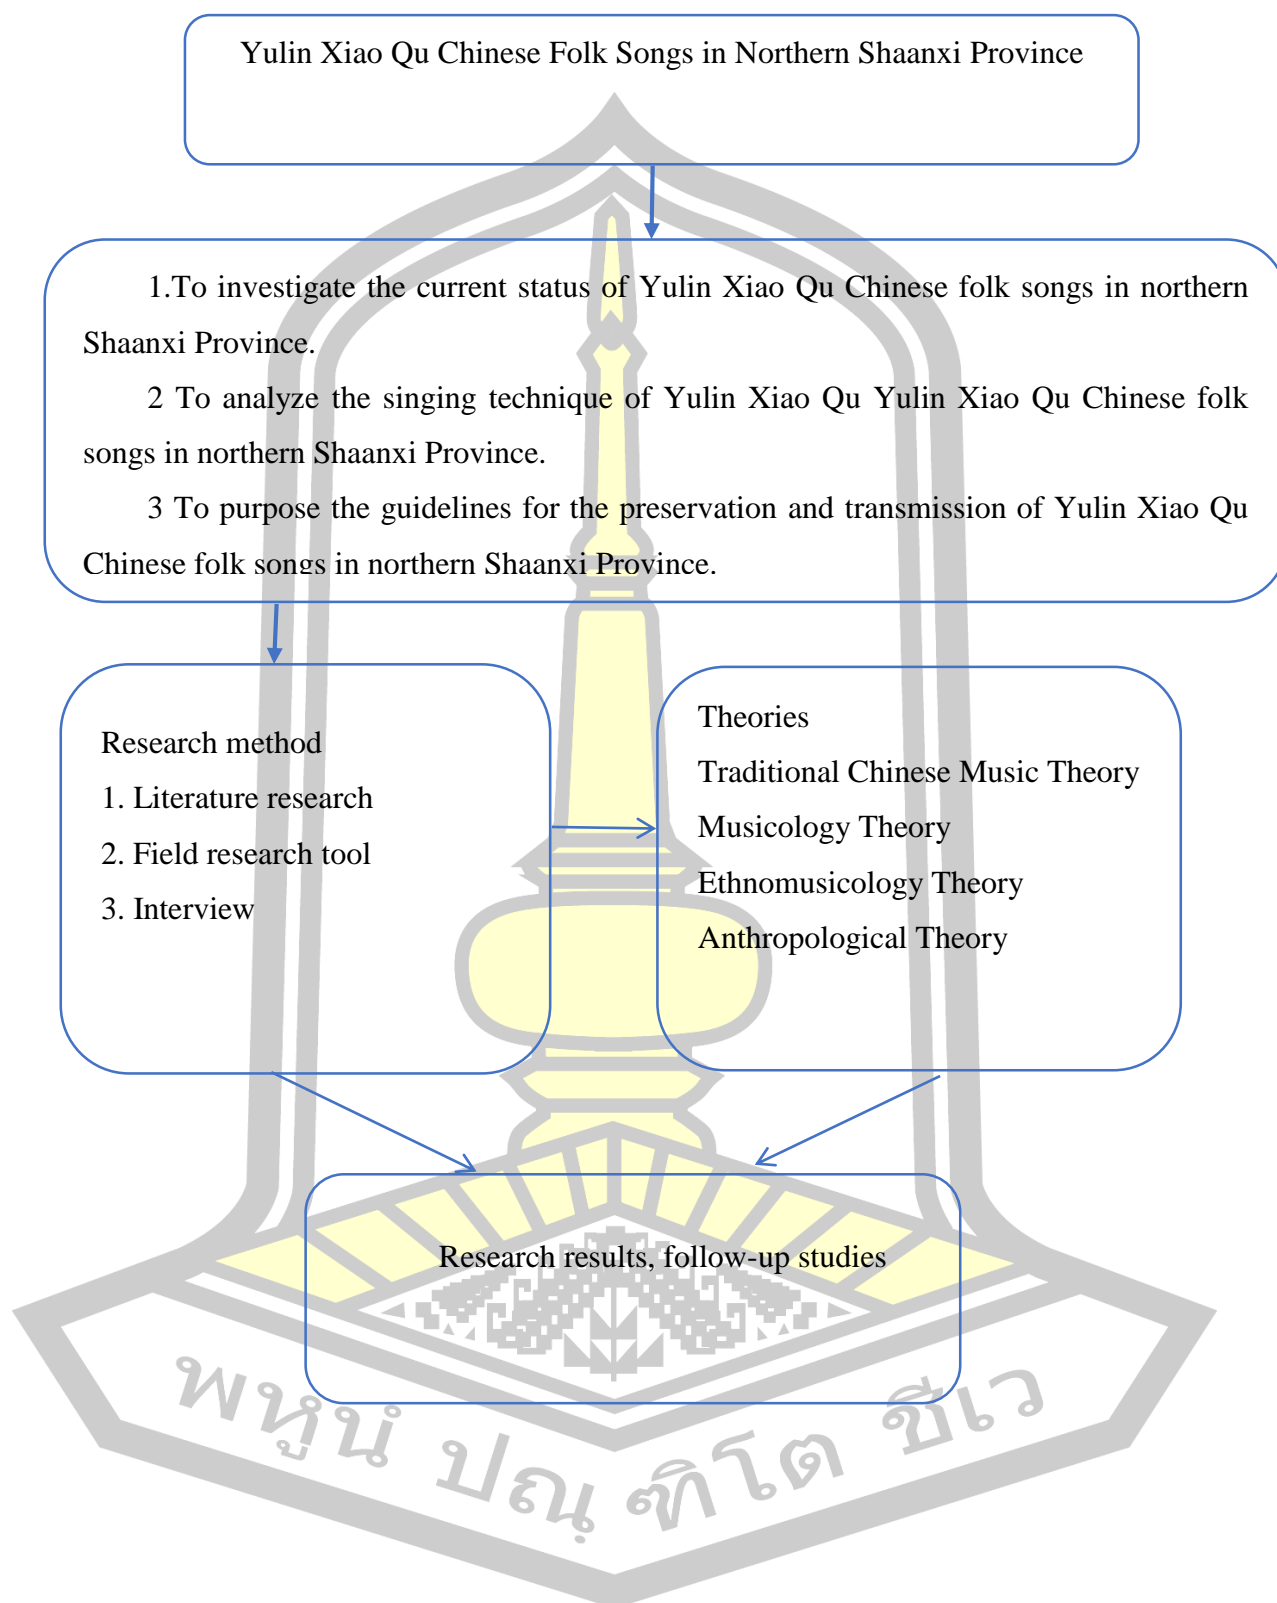 Yulin Xiao Qu Chinese Folk Songs in Northern Shaanxi Province
1.To investigate the current status of Yulin Xiao Qu Chinese folk songs in northern
Shaanxi Province.
2 To analyze the singing technique of Yulin Xiao Qu Yulin Xiao Qu Chinese folk
songs in northern Shaanxi Province.
3 To purpose the guidelines for the preservation and transmission of Yulin Xiao Qu
Chinese folk songs in northern Shaanxi Province.
Research method
1. Literature research
2. Field research tool
3. Interview
Theories
Traditional Chinese Music Theory
Musicology Theory
Ethnomusicology Theory
Anthropological Theory
Research results, follow-up studies
พหูนํ ปณฺฑิโต ชีเว